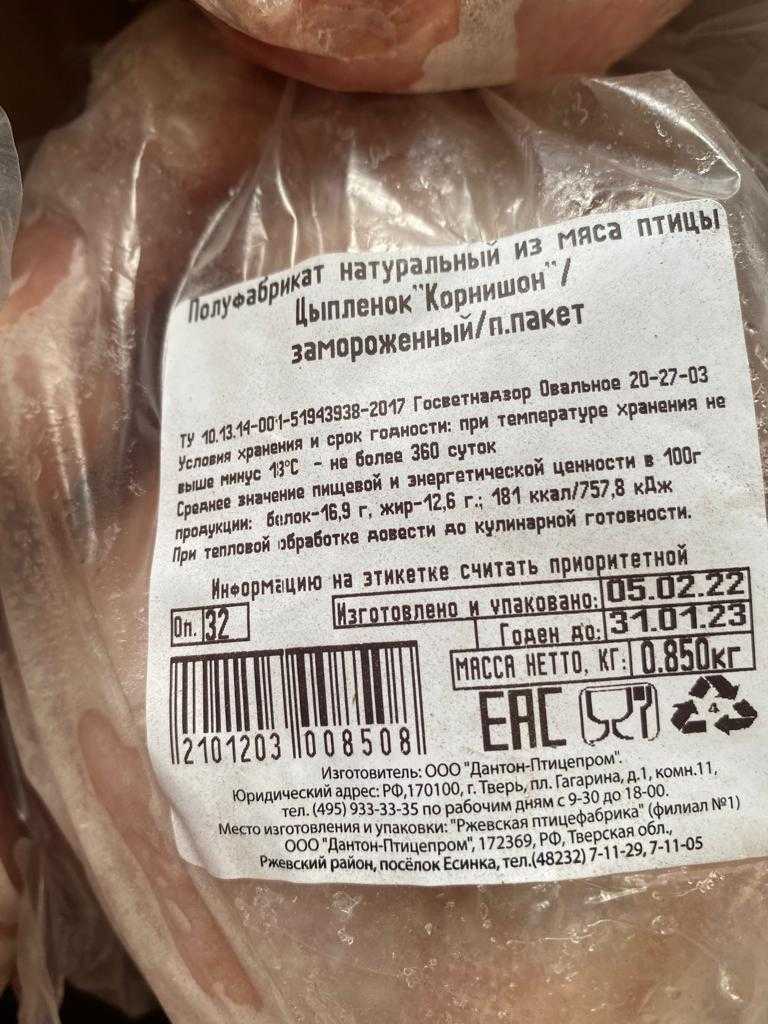 Полуфабрикат натуральный из мяса птицы
Цыпленок"Корнишон"/
замороженный/п.пакет
ТУ 10.13.14-001-51943938-2017 Госветнадзор Овальное 20-27-03
Условия хранения и срок годности: при температуре хранения не
выше минус 18°С - не более 360 суток
Среднее значение пищевой и энергетической ценности в 100г
продукции: белок-16,9 г, жир-12,6 г.; 181 ккал/757,8 кДж
При тепловой обработке довести до кулинарной готовности.
Информацию на этикетке считать приоритетной
Оп. 32
Изготовлено и упаковано: 05.02.22
Годен до: 31.01.23
МАССА НЕТТО, КГ: 0.850кг
2101203 008508
EAC
4
Изготовитель: ООО "Дантон-Птицепром".
Юридический адрес: РФ,170100, г. Тверь, пл. Гагарина, д.1, комн.11,
тел. (495) 933-33-35 по рабочим дням с 9-30 до 18-00.
Место изготовления и упаковки: "Ржевская птицефабрика" (филиал №1)
ООО "Дантон-Птицепром", 172369, РФ, Тверская обл.,
Ржевский район, посёлок Есинка, тел.(48232) 7-11-29, 7-11-05